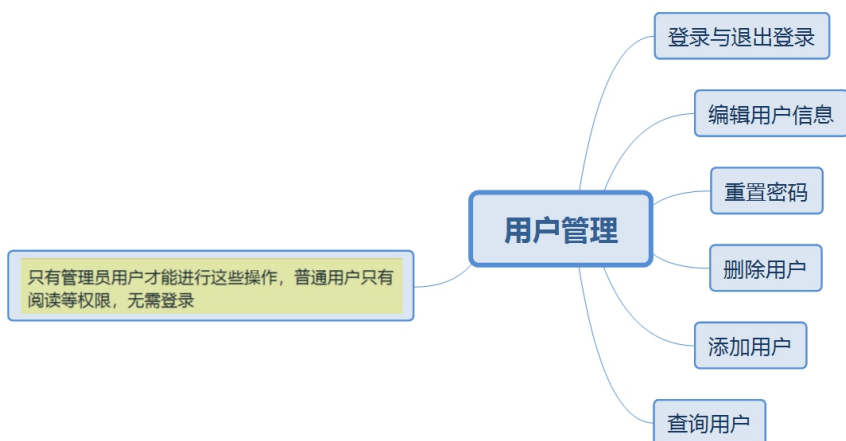 登录与退出登录
编辑用户信息
重置密码
用户管理
删除用户
只有管理员用户才能进行这些操作，普通用户只有
阅读等权限，无需登录
添加用户
查询用户